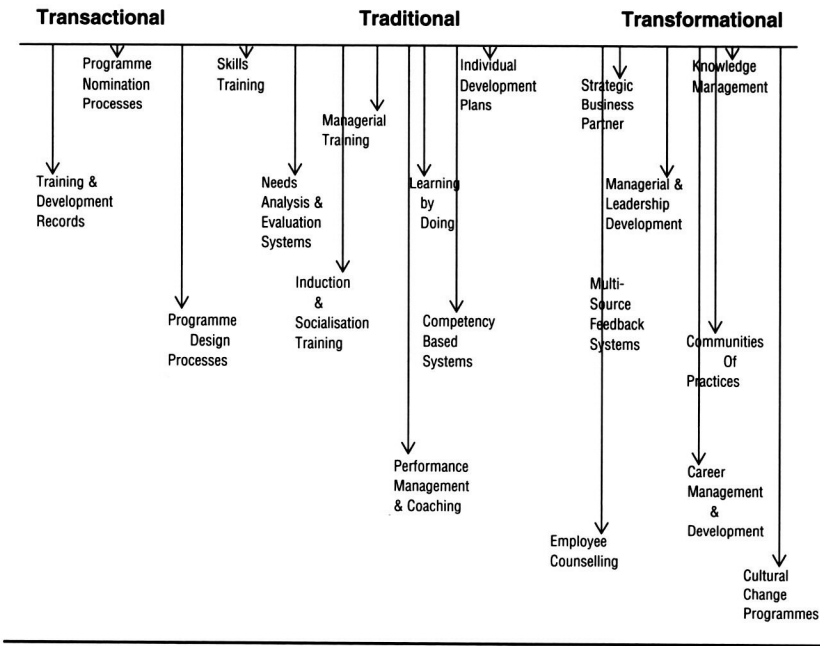 Transactional
Traditional
Transformational
Programme
Nomination
Processes
Skills
Training
Individual
Development
Plans
Strategic
Business
Partner
Knowledge
Management
Managerial
Training
Training &
Development
Records
Needs
Analysis &
Evaluation
Systems
Learning
by
Doing
Managerial &
Leadership
Development
Induction
&
Socialisation
Training
Multi-
Source
Feedback
Systems
Programme
Design
Processes
Competency
Based
Systems
Communities
Of
Practices
Performance
Management
& Coaching
Career
Management
&
Development
Employee
Counselling
Cultural
Change
Programmes